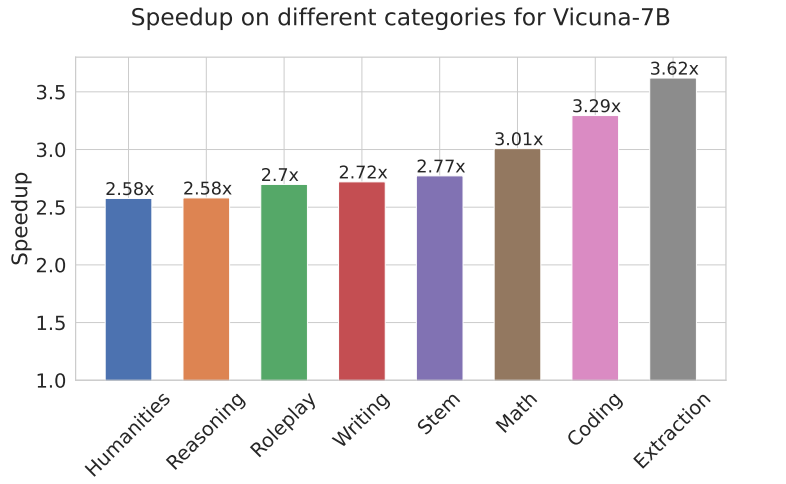 Speedup on different categories for Vicuna-7B
Speedup
3.5
3.0
2.5
2.0
1.5
1.0
2.58x
2.58x
2.7x
2.72x
2.77x
3.01x
3.29x
3.62x
Humanities
Reasoning
Roleplay
Writing
Stem
Math
Coding
Extraction